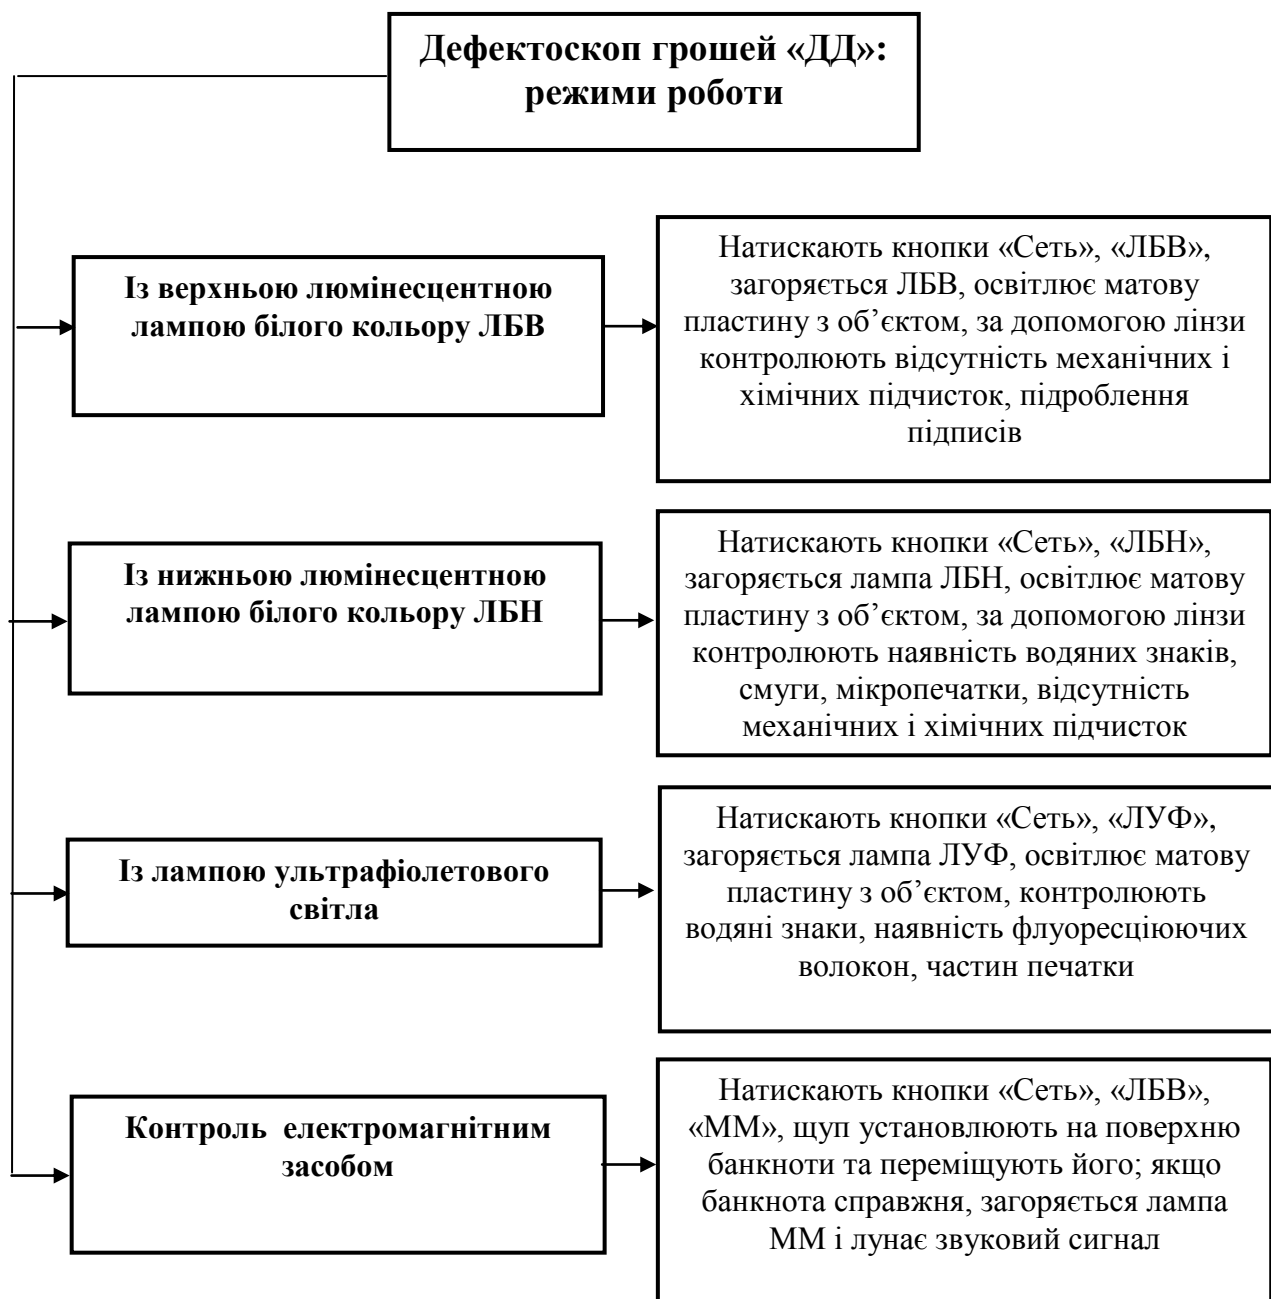 Дефектоскоп грошей «ДД»:
режими роботи
Із верхньою люмінесцентною
лампою білого кольору ЛБВ
Натискають кнопки «Сеть», «ЛБВ»,
загоряється ЛБВ, освітлює матову
пластину з об’єктом, за допомогою лінзи
контролюють відсутність механічних і
хімічних підчисток, підроблення
підписів
Із нижньою люмінесцентною
лампою білого кольору ЛБН
Натискають кнопки «Сеть», «ЛБН»,
загоряється лампа ЛБН, освітлює матову
пластину з об’єктом, за допомогою лінзи
контролюють наявність водяних знаків,
смуги, мікропечатки, відсутність
механічних і хімічних підчисток
Із лампою ультрафіолетового
світла
Натискають кнопки «Сеть», «ЛУФ»,
загоряється лампа ЛУФ, освітлює матову
пластину з об’єктом, контролюють
водяні знаки, наявність флуоресціюючих
волокон, частин печатки
Контроль електромагнітним
засобом
Натискають кнопки «Сеть», «ЛБВ»,
«ММ», щуп установлюють на поверхню
банкноти та переміщують його; якщо
банкнота справжня, загоряється лампа
ММ і лунає звуковий сигнал